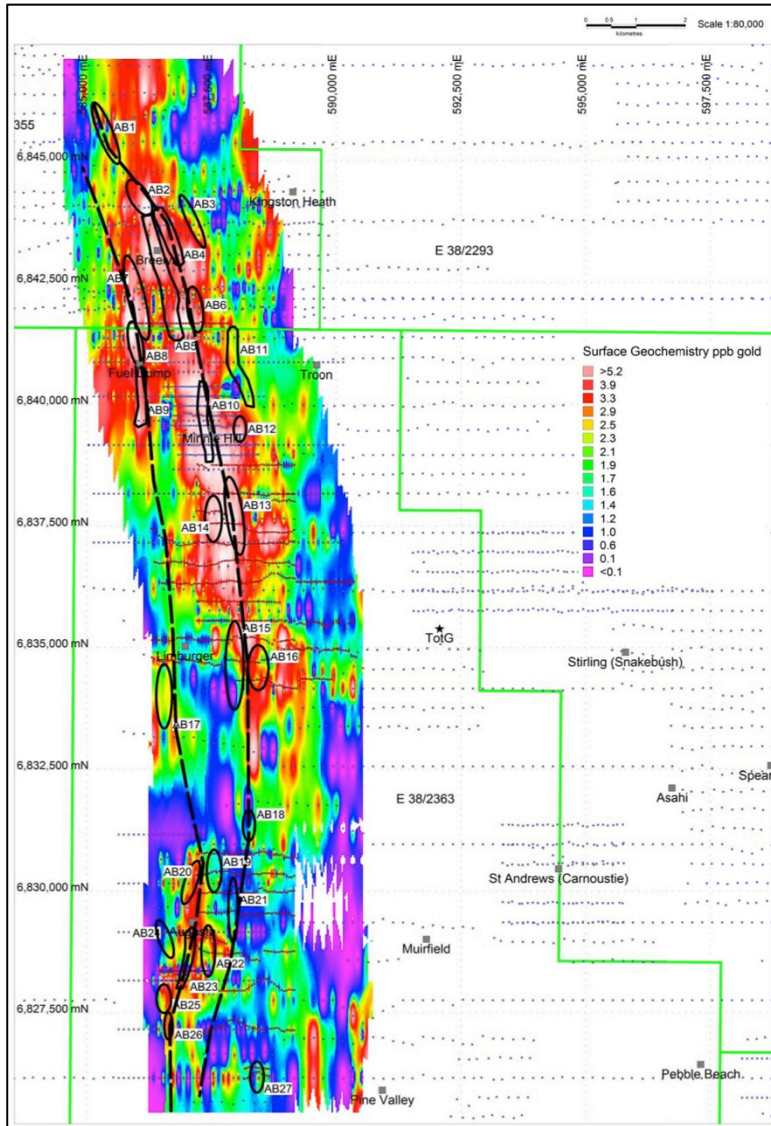 0 0.5 1 2
kilometres
Scale 1:80,000
587,500 mE
590,000 mE
592,500 mE
595,000 mE
597,500 mE
355
AB1
6,845,000 mN
AB2
AB3
Kingston Heath
AB4
E 38/2293
AB7
6,842,500 mN
AB6
AB5
AB11
AB8
Surface Geochemistry ppb gold
>5.2
3.9
3.3
2.9
2.5
2.3
2.1
1.9
1.7
1.6
1.4
1.2
1.0
0.6
0.1
<0.1
Troon
6,840,000 mN
AB9
AB10
AB12
AB13
AB14
6,837,500 mN
AB15
TotG
6,835,000 mN
Limburger
AB16
Stirling (Snakebush)
AB17
6,832,500 mN
Spear
Asahi
E 38/2363
AB18
AB19
AB20
6,830,000 mN
St Andrews (Carnoustie)
AB21
AB24
Augusta
Muirfield
AB22
AB23
6,827,500 mN
AB25
AB26
AB27
Pine Valley
Pebble Beach